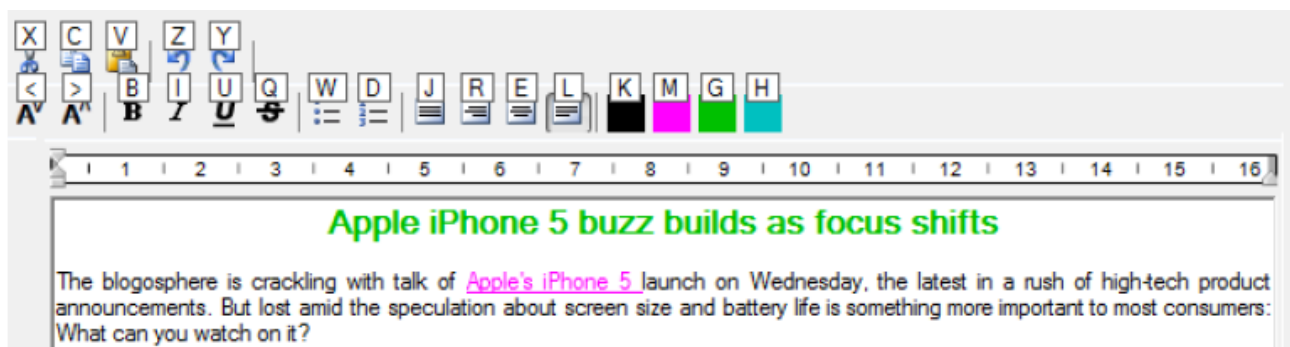 X C V Z Y
< > B I U Q W D J R E L K M G H
A A B I U S
1 2 3 4 5 6 7 8 9 10 11 12 13 14 15 16
Apple iPhone 5 buzz builds as focus shifts
The blogosphere is crackling with talk of Apple's iPhone 5 launch on Wednesday, the latest in a rush of high-tech product
announcements. But lost amid the speculation about screen size and battery life is something more important to most consumers:
What can you watch on it?